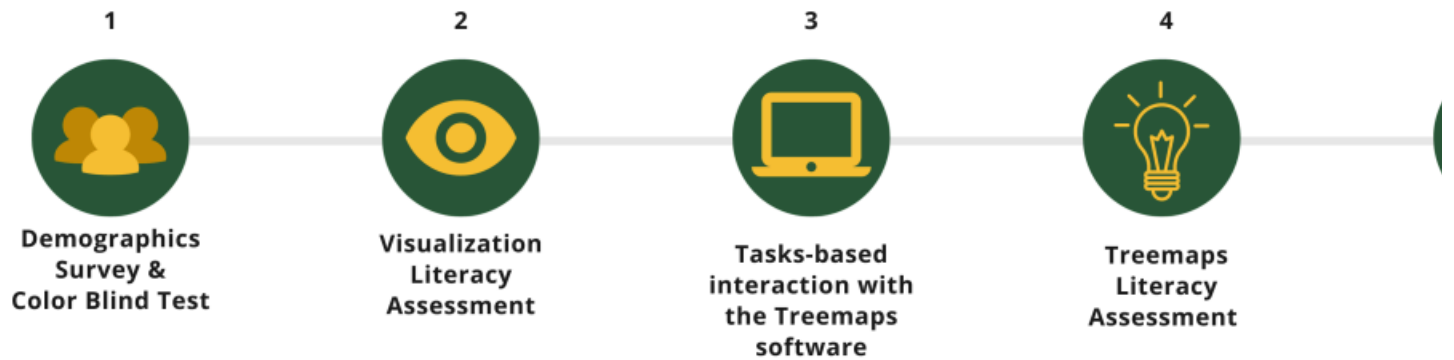 1
2
3
4
Demographics
Survey &
Color Blind Test
Visualization
Literacy
Assessment
Tasks-based
interaction with
the Treemaps
software
Treemaps
Literacy
Assessment